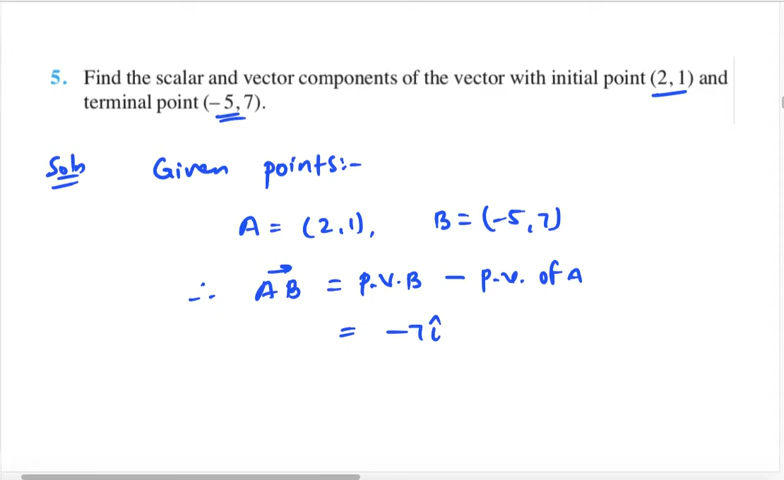 5. Find the scalar and vector components of the vector with initial point (2, 1) and
terminal point (– 5, 7).
Soln Given points:-
A = (2,1), B = (-5,7)
∴ AB⃗ = P.V.B - P.V. of A
= -7î